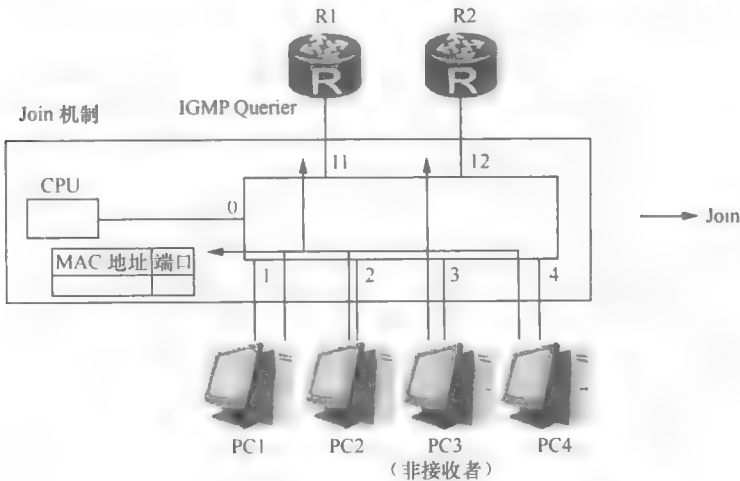 R1
R2
R
R
Join 机制
IGMP Querier
11
12
CPU
0
Join
MAC 地址
端口
1
2
3
4
PC1
PC2
PC3
PC4
（非接收者）